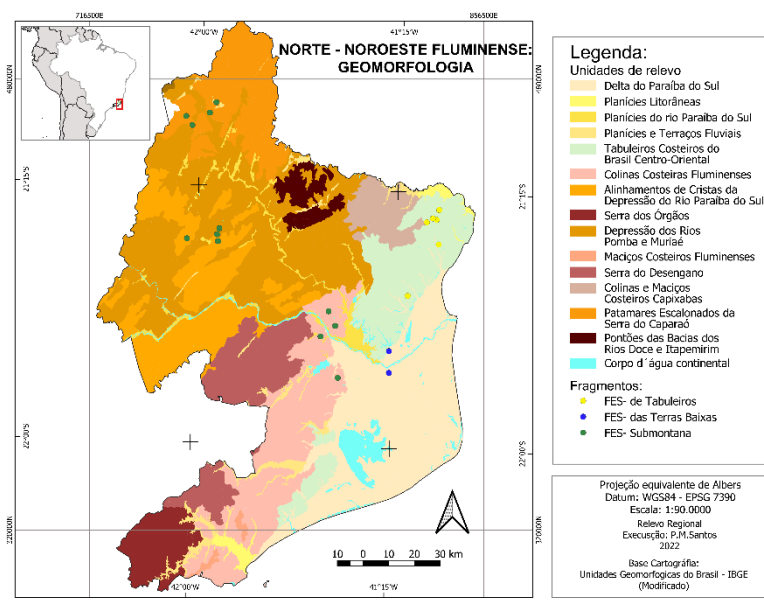 716500E
856500E
42°00'W
41°15'W
NORTE - NOROESTE FLUMINENSE:
GEOMORFOLOGIA
21°15'S
21°15'S
22°00'S
22°00'S
42°00'W
41°15'W
10 0 10 20 30 km
Legenda:
Unidades de relevo
Delta do Paraíba do Sul
Planícies Litorâneas
Planícies do rio Paraíba do Sul
Planícies e Terraços Fluviais
Tabuleiros Costeiros do
Brasil Centro-Oriental
Colinas Costeiras Fluminenses
Alinhamentos de Cristas da
Depressão do Rio Paraíba do Sul
Serra dos Órgãos
Depressão dos Rios
Pomba e Muriaé
Maciços Costeiros Fluminenses
Serra do Desengano
Colinas e Maciços
Costeiros Capixabas
Patamares Escalonados da
Serra do Caparaó
Pontões das Bacias dos
Rios Doce e Itapemirim
Corpo d´água continental
Fragmentos:
FES- de Tabuleiros
FES- das Terras Baixas
FES- Submontana
Projeção equivalente de Albers
Datum: WGS84 - EPSG 7390
Escala: 1:90.0000
Relevo Regional
Execusção: P.M.Santos
2022
Base Cartográfia:
Unidades Geomorfogicas do Brasil - IBGE
(Modificado)